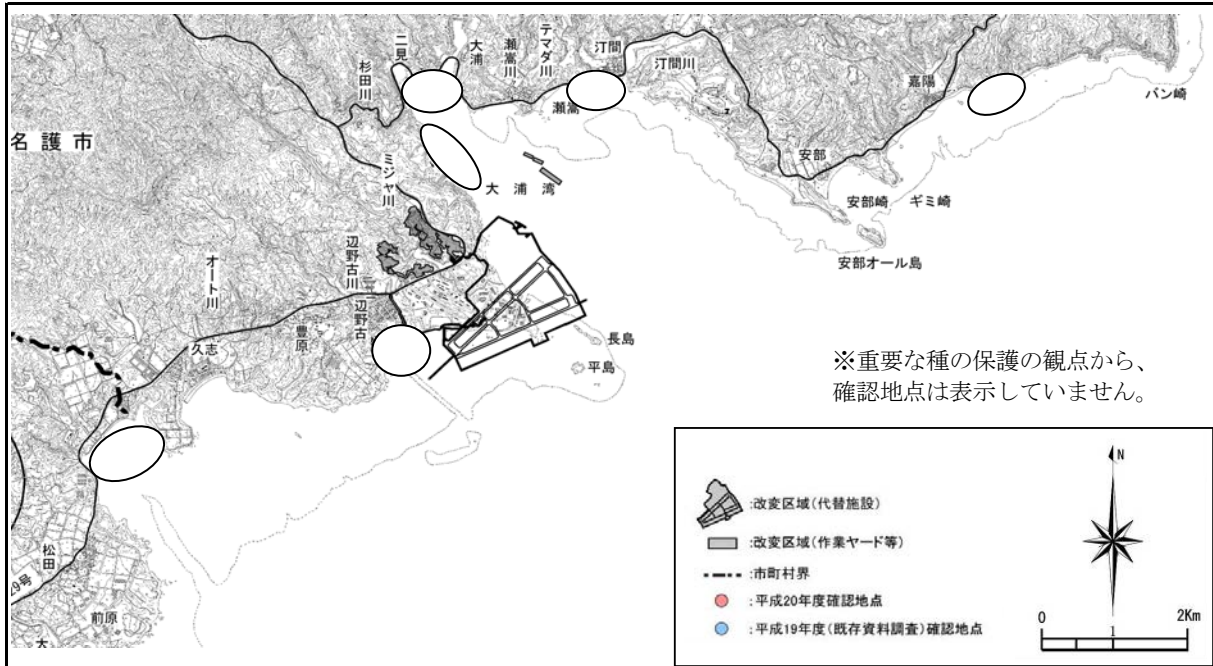 二見
大浦
瀬嵩川
テマダ川
汀間
汀間川
杉田川
瀬嵩
嘉陽
バン崎
名護市
ミジャ川
大浦湾
安部
安部崎
ギミ崎
安部オール島
オート川
辺野古川
辺野古
豊原
久志
長島
平島
※重要な種の保護の観点から、
確認地点は表示していません。
松田
29号
前原
大
:改変区域(代替施設)
:改変区域(作業ヤード等)
:市町村界
:平成20年度確認地点
:平成19年度(既存資料調査)確認地点
N
0 1 2Km